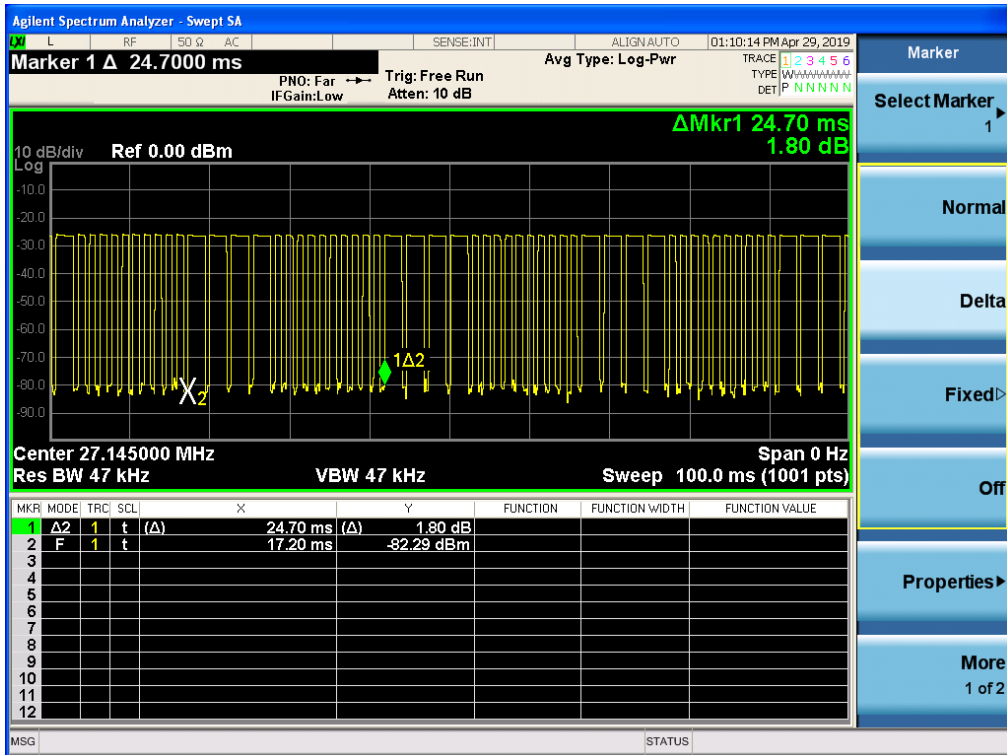 Agilent Spectrum Analyzer - Swept SA
LXI L RF 50 Ω AC SENSE:INT ALIGN AUTO 01:10:14 PM Apr 29, 2019
Marker 1 Δ 24.7000 ms
PNO: Far
IFGain:Low
Trig: Free Run
Atten: 10 dB
Avg Type: Log-Pwr
TRACE 1 2 3 4 5 6
TYPE
DET P N N N N N
ΔMkr1 24.70 ms
1.80 dB
10 dB/div Ref 0.00 dBm
Log
-10.0
-20.0
-30.0
-40.0
-50.0
-60.0
-70.0
-80.0
-90.0
1Δ2
X2
Center 27.145000 MHz Span 0 Hz
Res BW 47 kHz VBW 47 kHz Sweep 100.0 ms (1001 pts)
MKR MODE TRC SCL X Y FUNCTION FUNCTION WIDTH FUNCTION VALUE
1 Δ2 1 t (Δ) 24.70 ms (Δ) 1.80 dB
2 F 1 t 17.20 ms -82.29 dBm
3
4
5
6
7
8
9
10
11
12
MSG STATUS
Marker
Select Marker
1
Normal
Delta
Fixed
Off
Properties
More
1 of 2